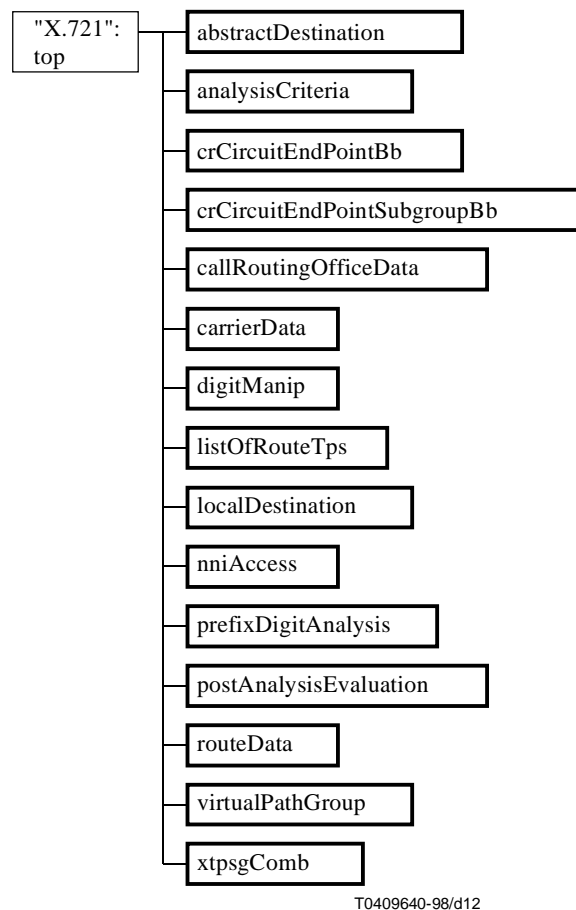 "X.721":
top
abstractDestination
analysisCriteria
crCircuitEndPointBb
crCircuitEndPointSubgroupBb
callRoutingOfficeData
carrierData
digitManip
listOfRouteTps
localDestination
nniAccess
prefixDigitAnalysis
postAnalysisEvaluation
routeData
virtualPathGroup
xtpsgComb
T0409640-98/d12